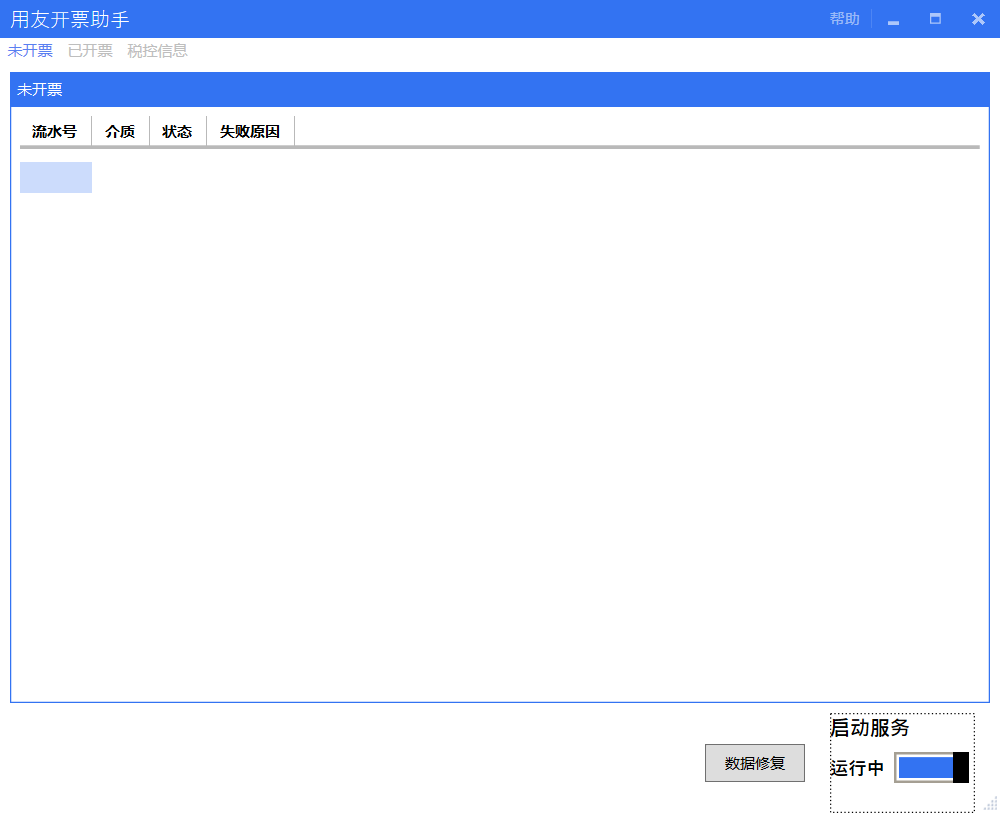 用友开票助手 帮助
未开票 已开票 税控信息
未开票
流水号 介质 状态 失败原因
启动服务
数据修复 运行中